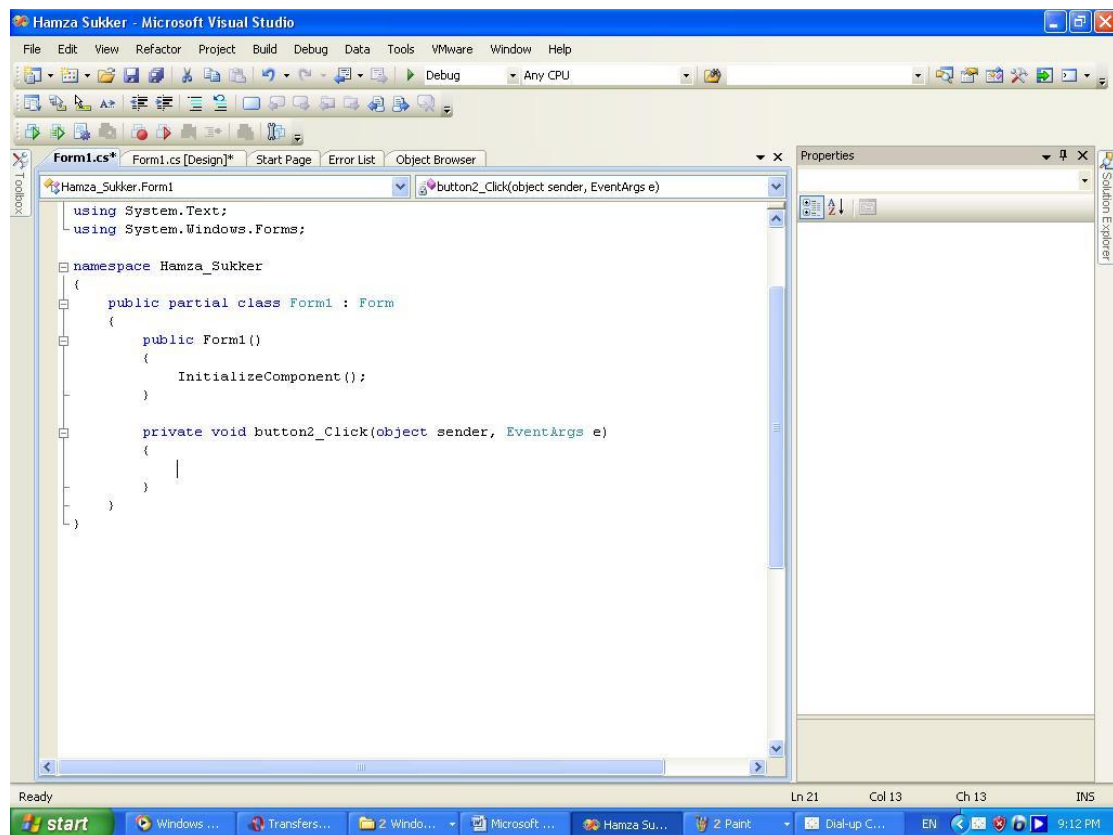 Hamza Sukker - Microsoft Visual Studio
File Edit View Refactor Project Build Debug Data Tools VMware Window Help
Debug Any CPU
Form1.cs* Form1.cs [Design]* Start Page Error List Object Browser
Properties
Toolbox
Solution Explorer
Hamza_Sukker.Form1 button2_Click(object sender, EventArgs e)
using System.Text;
using System.Windows.Forms;
namespace Hamza_Sukker
{
public partial class Form1 : Form
{
public Form1()
{
InitializeComponent();
}
private void button2_Click(object sender, EventArgs e)
{
}
}
}
Ready Ln 21 Col 13 Ch 13 INS
start Windows ... Transfers... 2 Windo... Microsoft ... Hamza Su... 2 Paint Dial-up C... EN 9:12 PM